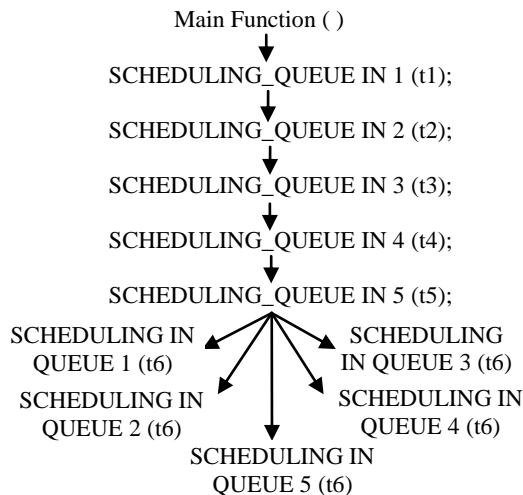 Main Function ( )
SCHEDULING_QUEUE IN 1 (t1);
SCHEDULING_QUEUE IN 2 (t2);
SCHEDULING_QUEUE IN 3 (t3);
SCHEDULING_QUEUE IN 4 (t4);
SCHEDULING_QUEUE IN 5 (t5);
SCHEDULING IN
QUEUE 1 (t6)
SCHEDULING
IN QUEUE 3 (t6)
SCHEDULING IN
QUEUE 2 (t6)
SCHEDULING IN
QUEUE 4 (t6)
SCHEDULING IN
QUEUE 5 (t6)